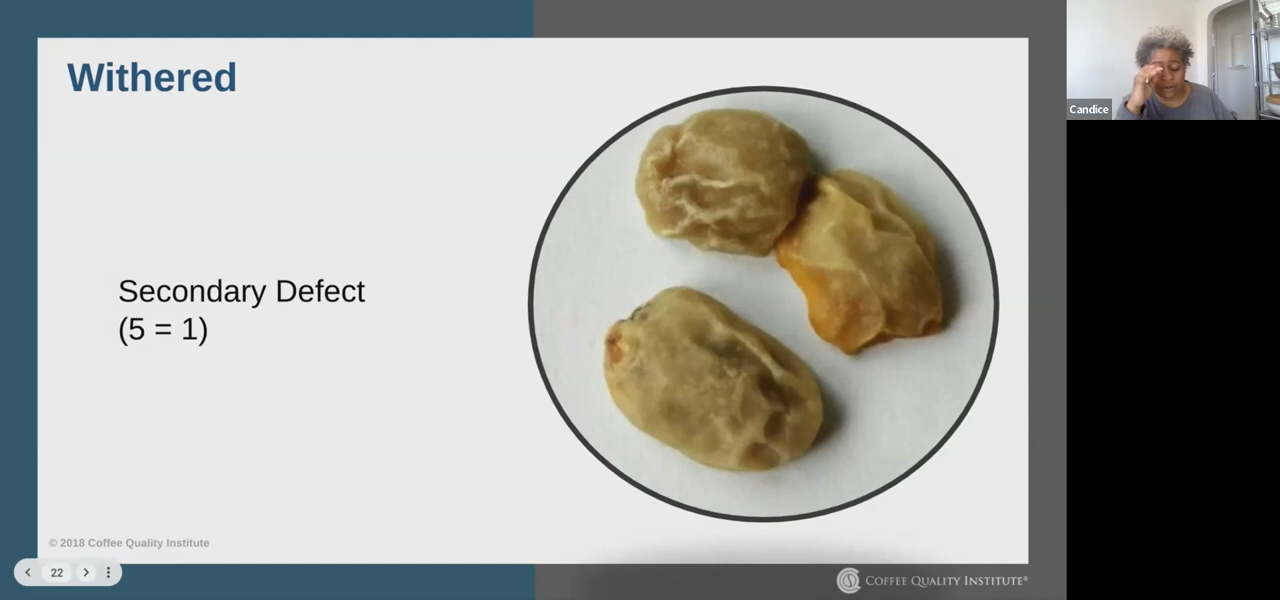 Withered
Secondary Defect
(5 = 1)
© 2018 Coffee Quality Institute
22
COFFEE QUALITY INSTITUTE®
Candice